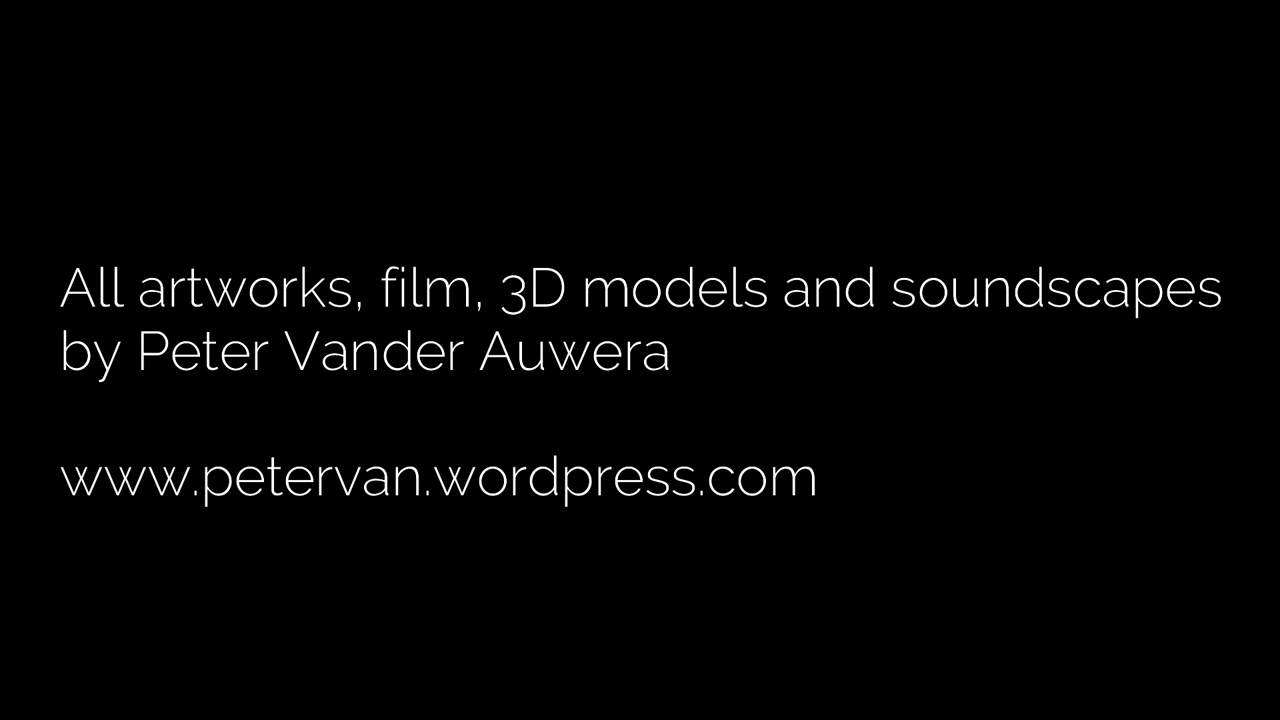 All artworks, film, 3D models and soundscapes
by Peter Vander Auwera
www.petervan.wordpress.com